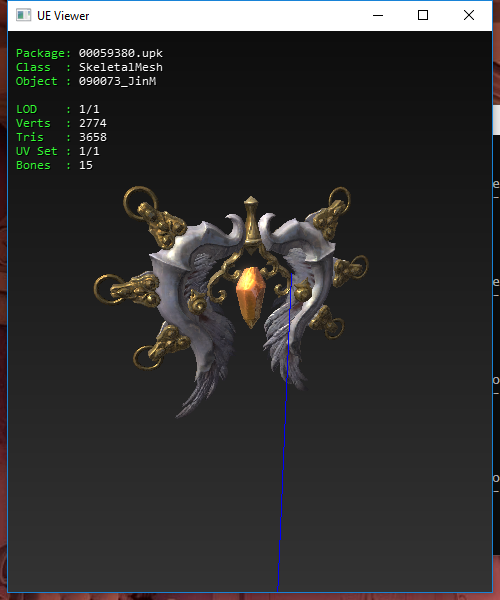 UE Viewer
Package: 00059380.upk
Class  : SkeletalMesh
Object : 090073_JinM
LOD    : 1/1
Verts  : 2774
Tris   : 3658
UV Set : 1/1
Bones  : 15